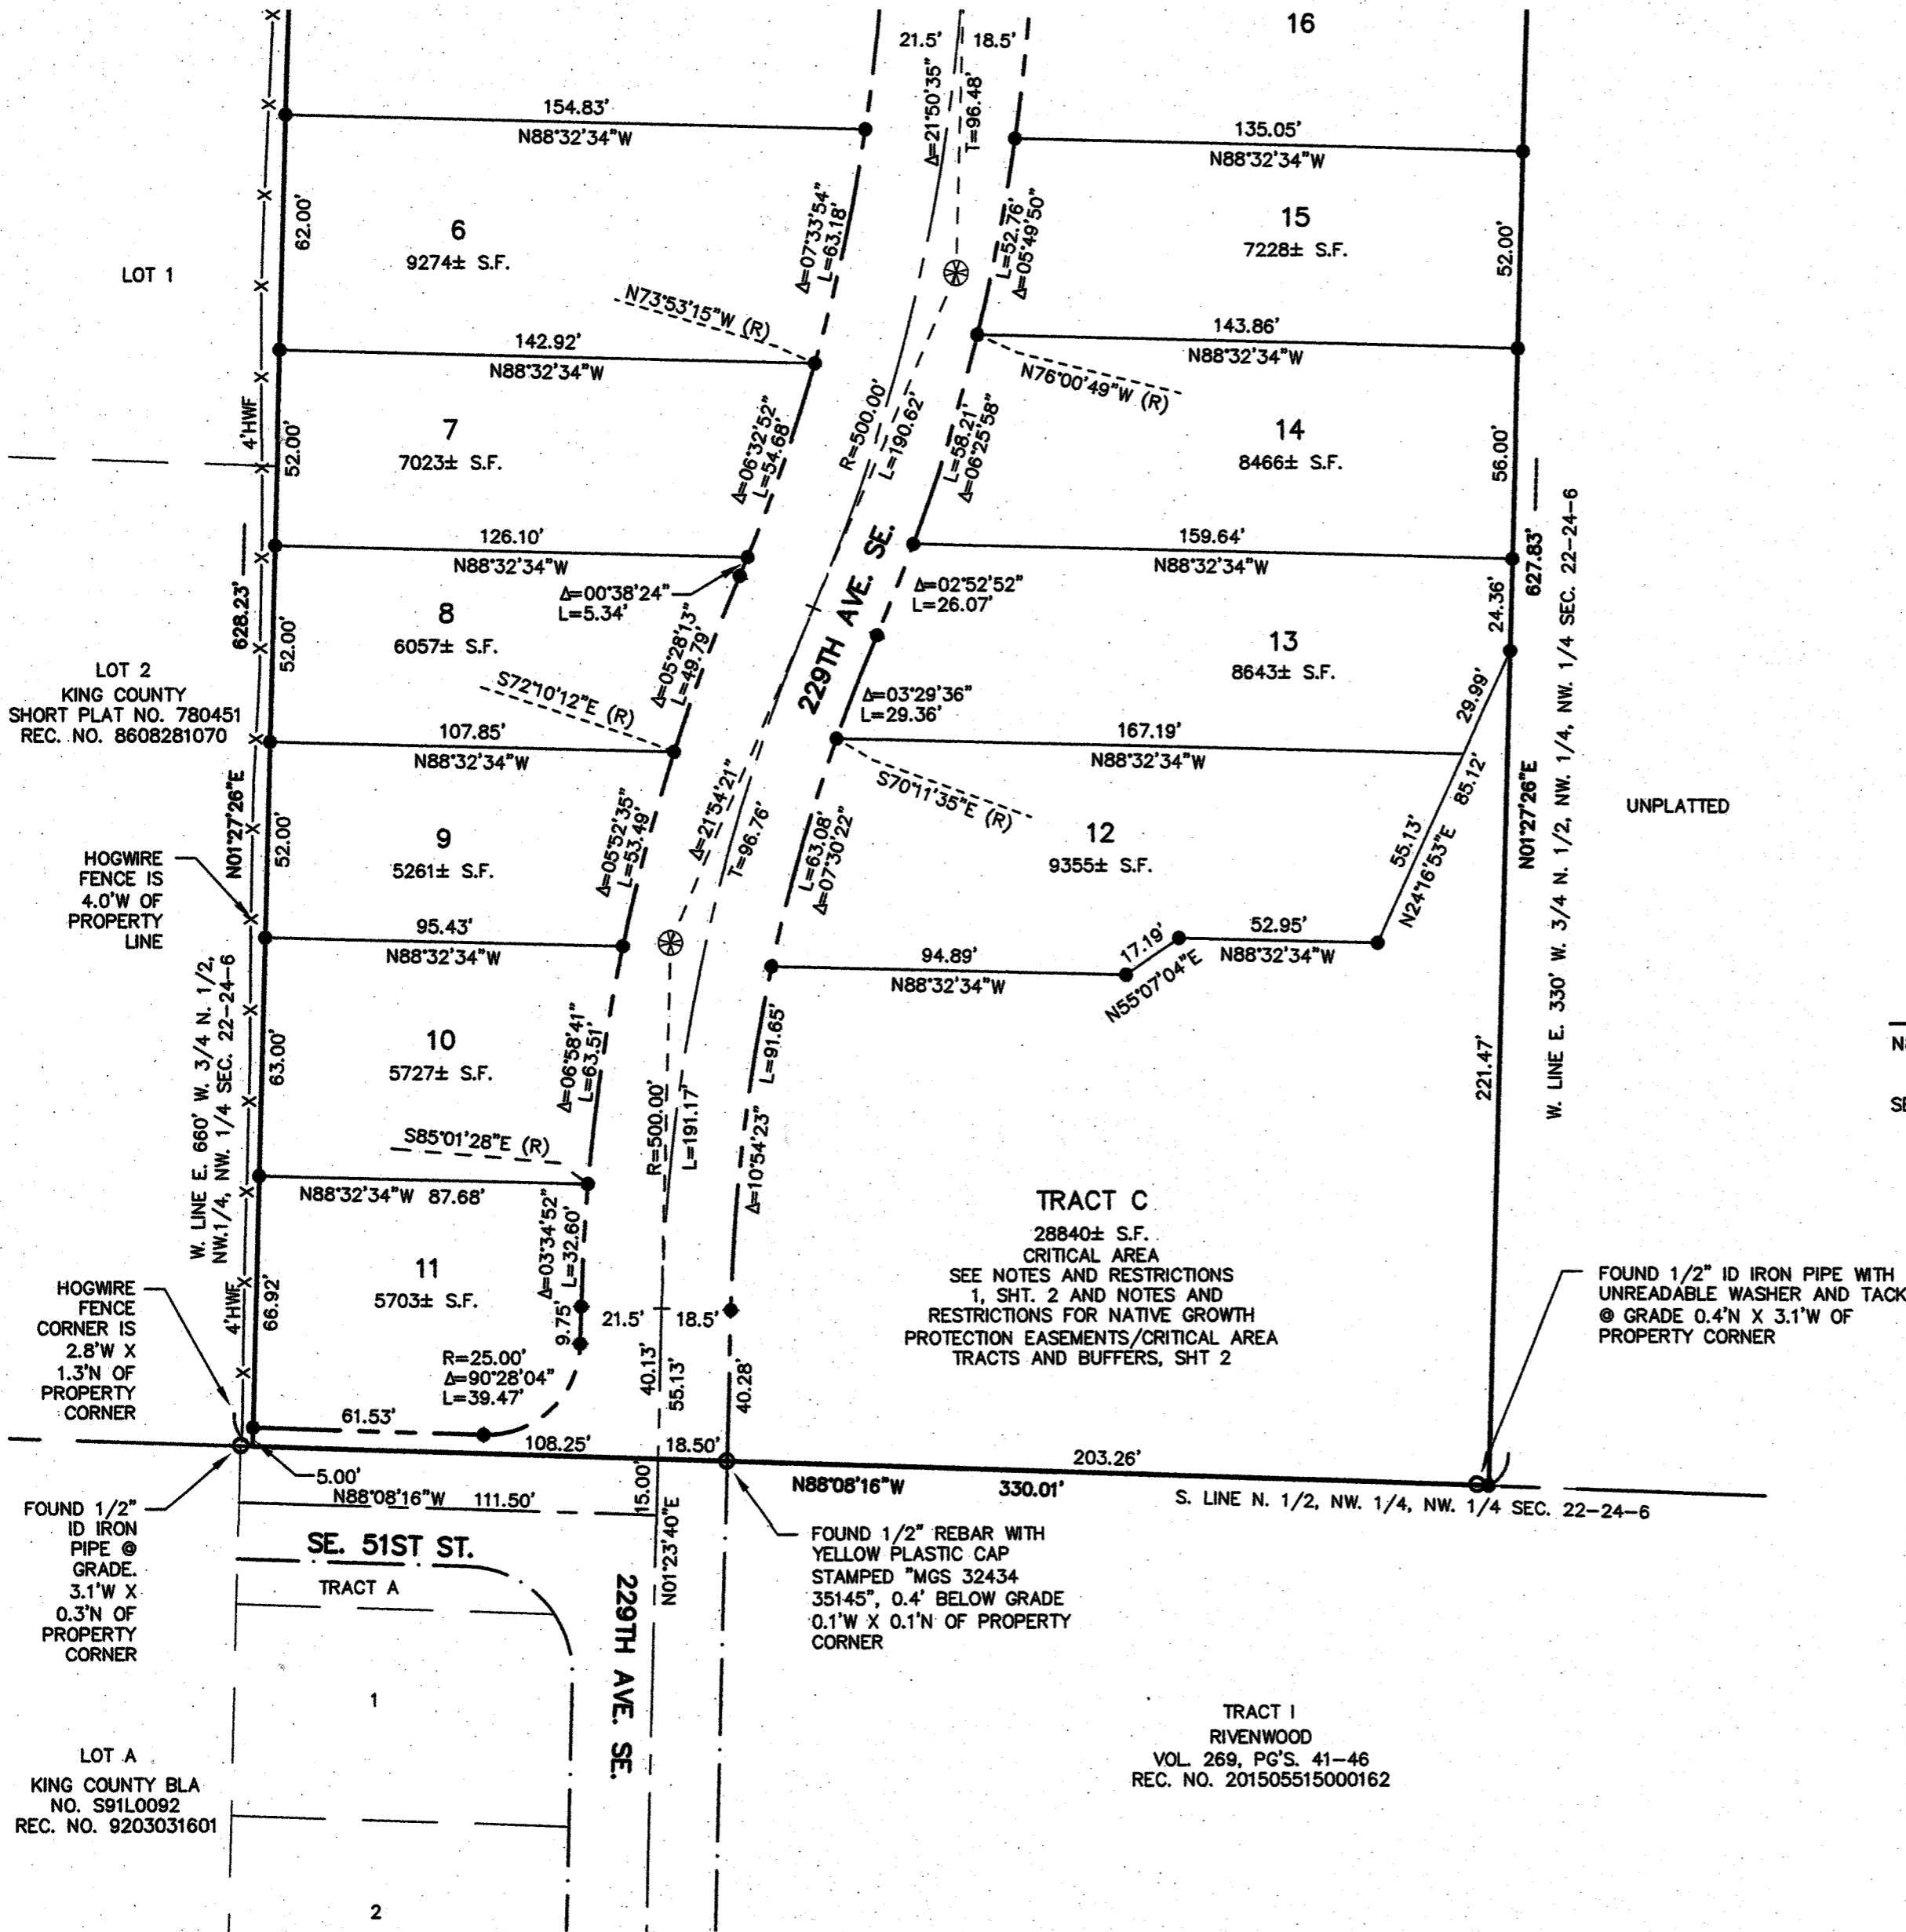 16
21.5'
18.5'
Δ=21°50'35"
T=96.48'
154.83'
N88°32'34"W
135.05'
N88°32'34"W
62.00'
6
9274± S.F.
Δ=07°33'54"
L=63.18'
L=52.76'
Δ=05°49'50"
15
7228± S.F.
52.00'
LOT 1
N73°53'15"W (R)
142.92'
N88°32'34"W
143.86'
N88°32'34"W
N76°00'49"W (R)
4'HWF
52.00'
7
7023± S.F.
Δ=06°32'52"
L=54.68'
R=500.00'
L=190.62'
L=58.21'
Δ=06°25'58"
14
8466± S.F.
56.00'
126.10'
N88°32'34"W
159.64'
N88°32'34"W
627.83'
W. LINE E. 330' W. 3/4 N. 1/2, NW. 1/4, NW. 1/4 SEC. 22-24-6
628.23'
52.00'
Δ=00°38'24"
L=5.34'
8
6057± S.F.
Δ=05°28'13"
L=49.79'
229TH AVE. SE.
Δ=02°52'52"
L=26.07'
24.36'
13
8643± S.F.
LOT 2
KING COUNTY
SHORT PLAT NO. 780451
REC. NO. 8608281070
S72°10'12"E (R)
Δ=03°29'36"
L=29.36'
29.99'
107.85'
N88°32'34"W
167.19'
N88°32'34"W
S70°11'35"E (R)
85.12'
N01°27'26"E
52.00'
Δ=21°54'21"
T=96.76'
N01°27'26"E
UNPLATTED
HOGWIRE
FENCE IS
4.0'W OF
PROPERTY
LINE
9
5261± S.F.
Δ=05°52'35"
L=53.49'
L=63.08'
Δ=07°30'22"
12
9355± S.F.
55.13'
N24°16'53"E
95.43'
N88°32'34"W
94.89'
N88°32'34"W
17.19'
N55°07'04"E
52.95'
N88°32'34"W
W. LINE E. 660' W. 3/4 N. 1/2,
NW.1/4, NW. 1/4 SEC. 22-24-6
63.00'
10
5727± S.F.
Δ=06°58'41"
L=63.51'
L=91.65'
Δ=10°54'23"
221.47'
S85°01'28"E (R)
R=500.00'
L=191.17'
N88°32'34"W 87.68'
TRACT C
28840± S.F.
CRITICAL AREA
SEE NOTES AND RESTRICTIONS
1, SHT. 2 AND NOTES AND
RESTRICTIONS FOR NATIVE GROWTH
PROTECTION EASEMENTS/CRITICAL AREA
TRACTS AND BUFFERS, SHT 2
HOGWIRE
FENCE
CORNER IS
2.8'W X
1.3'N OF
PROPERTY
CORNER
4'HWF
66.92'
11
5703± S.F.
Δ=03°34'52"
L=32.60'
9.75'
21.5'
18.5'
R=25.00'
Δ=90°28'04"
L=39.47'
40.13'
55.13'
40.28'
FOUND 1/2" ID IRON PIPE WITH
UNREADABLE WASHER AND TACK
@ GRADE 0.4'N X 3.1'W OF
PROPERTY CORNER
61.53'
108.25'
18.50'
203.26'
5.00'
N88°08'16"W 111.50'
15.00'
N88°08'16"W 330.01'
S. LINE N. 1/2, NW. 1/4, NW. 1/4 SEC. 22-24-6
FOUND 1/2"
ID IRON
PIPE @
GRADE.
3.1'W X
0.3'N OF
PROPERTY
CORNER
SE. 51ST ST.
TRACT A
N01°23'40"E
229TH AVE. SE.
FOUND 1/2" REBAR WITH
YELLOW PLASTIC CAP
STAMPED "MGS 32434
35145", 0.4' BELOW GRADE
0.1'W X 0.1'N OF PROPERTY
CORNER
1
LOT A
KING COUNTY BLA
NO. S91L0092
REC. NO. 9203031601
TRACT I
RIVENWOOD
VOL. 269, PG'S. 41-46
REC. NO. 201505515000162
2